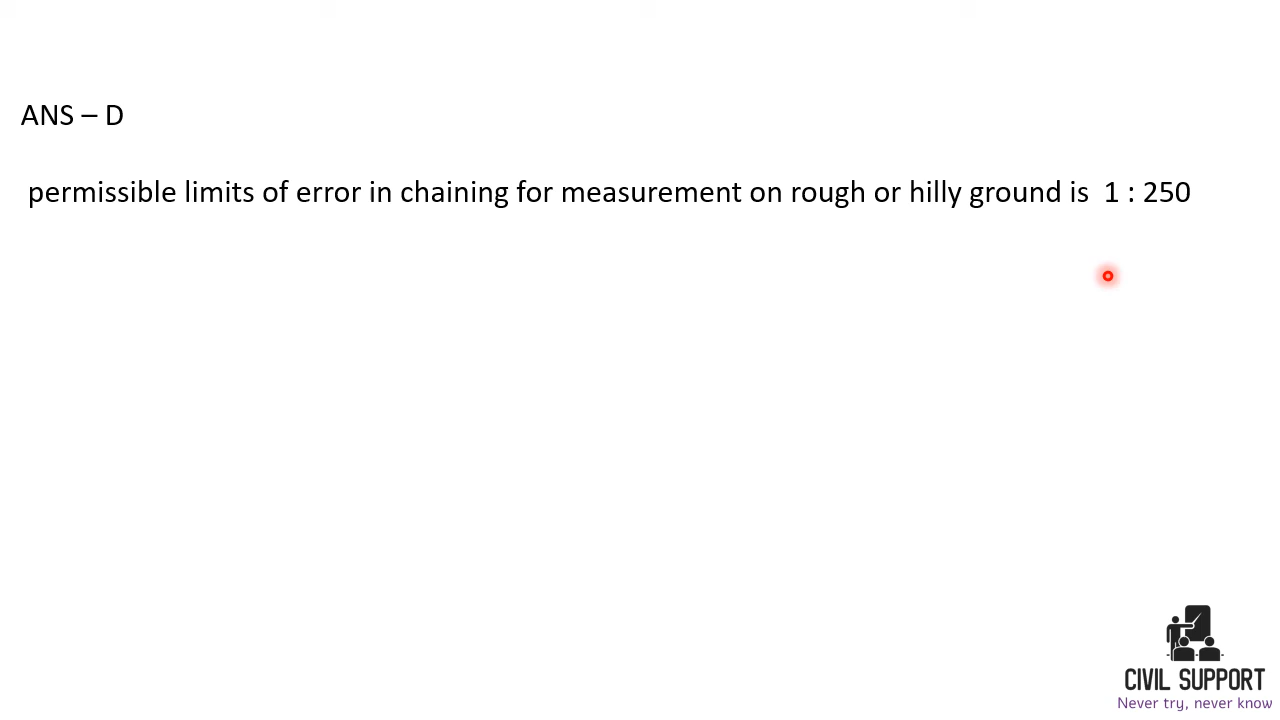 ANS – D
permissible limits of error in chaining for measurement on rough or hilly ground is 1 : 250
CIVIL SUPPORT
Never try, never know